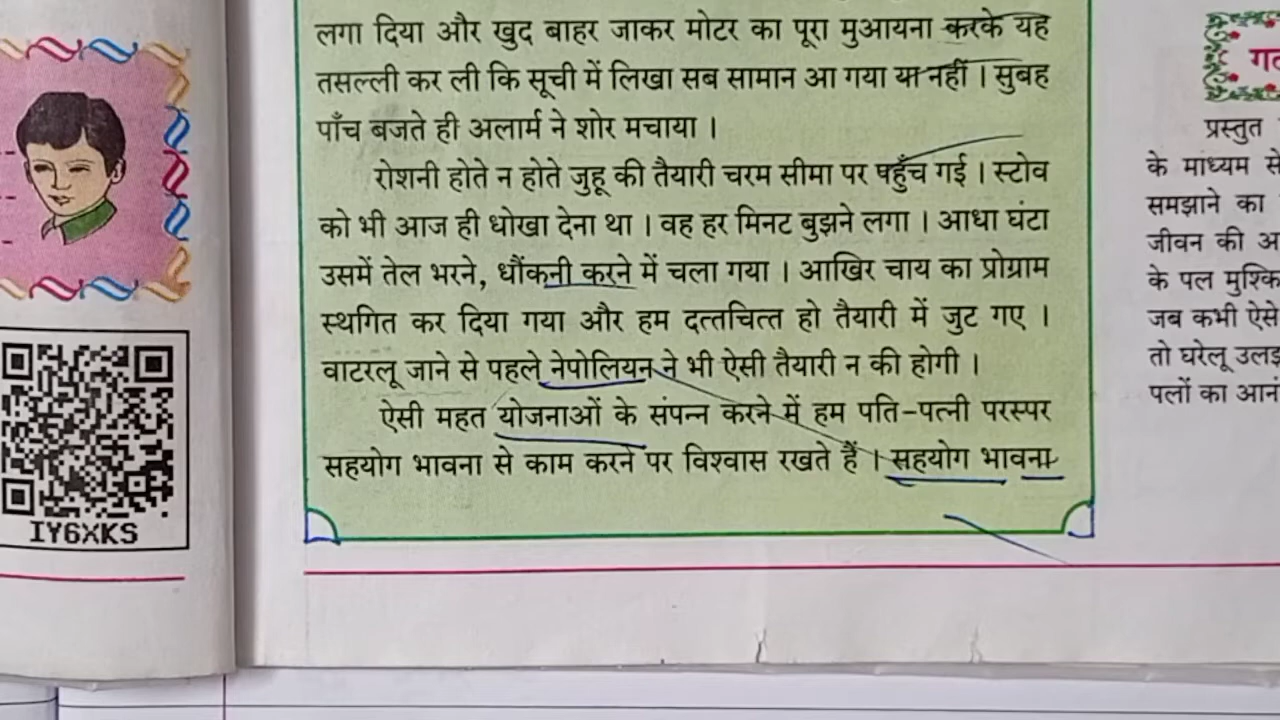 IY6XKS
लगा दिया और खुद बाहर जाकर मोटर का पूरा मुआयना करके यह
तसल्ली कर ली कि सूची में लिखा सब सामान आ गया या नहीं । सुबह
पाँच बजते ही अलार्म ने शोर मचाया ।
रोशनी होते न होते जुहू की तैयारी चरम सीमा पर पहुँच गई । स्टोव
को भी आज ही धोखा देना था । वह हर मिनट बुझने लगा । आधा घंटा
उसमें तेल भरने, धौंकनी करने में चला गया । आखिर चाय का प्रोग्राम
स्थगित कर दिया गया और हम दत्तचित्त हो तैयारी में जुट गए ।
वाटरलू जाने से पहले नेपोलियन ने भी ऐसी तैयारी न की होगी ।
ऐसी महत योजनाओं के संपन्न करने में हम पति-पत्नी परस्पर
सहयोग भावना से काम करने पर विश्वास रखते हैं । सहयोग भावना
प्रस्तुत
के माध्यम से
समझाने का
जीवन की
के पल
जब कभी ऐसे
तो घरेलू
पलों का